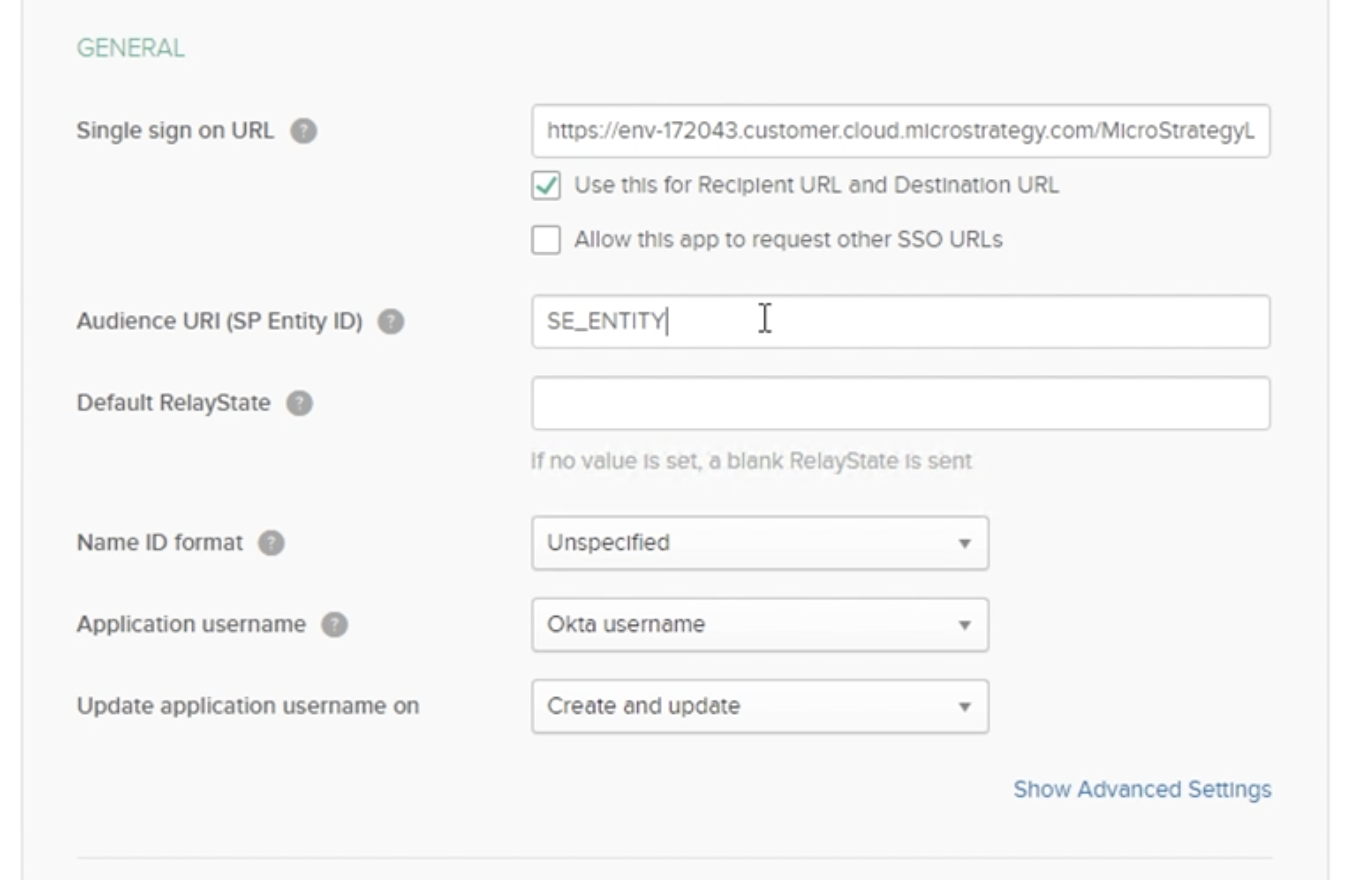 GENERAL
Single sign on URL ?
https://env-172043.customer.cloud.microstrategy.com/MicroStrategyL
Use this for Recipient URL and Destination URL
Allow this app to request other SSO URLs
Audience URI (SP Entity ID) ?
SE_ENTITY
Default RelayState ?
If no value is set, a blank RelayState is sent
Name ID format ?
Unspecified
Application username ?
Okta username
Update application username on
Create and update
Show Advanced Settings